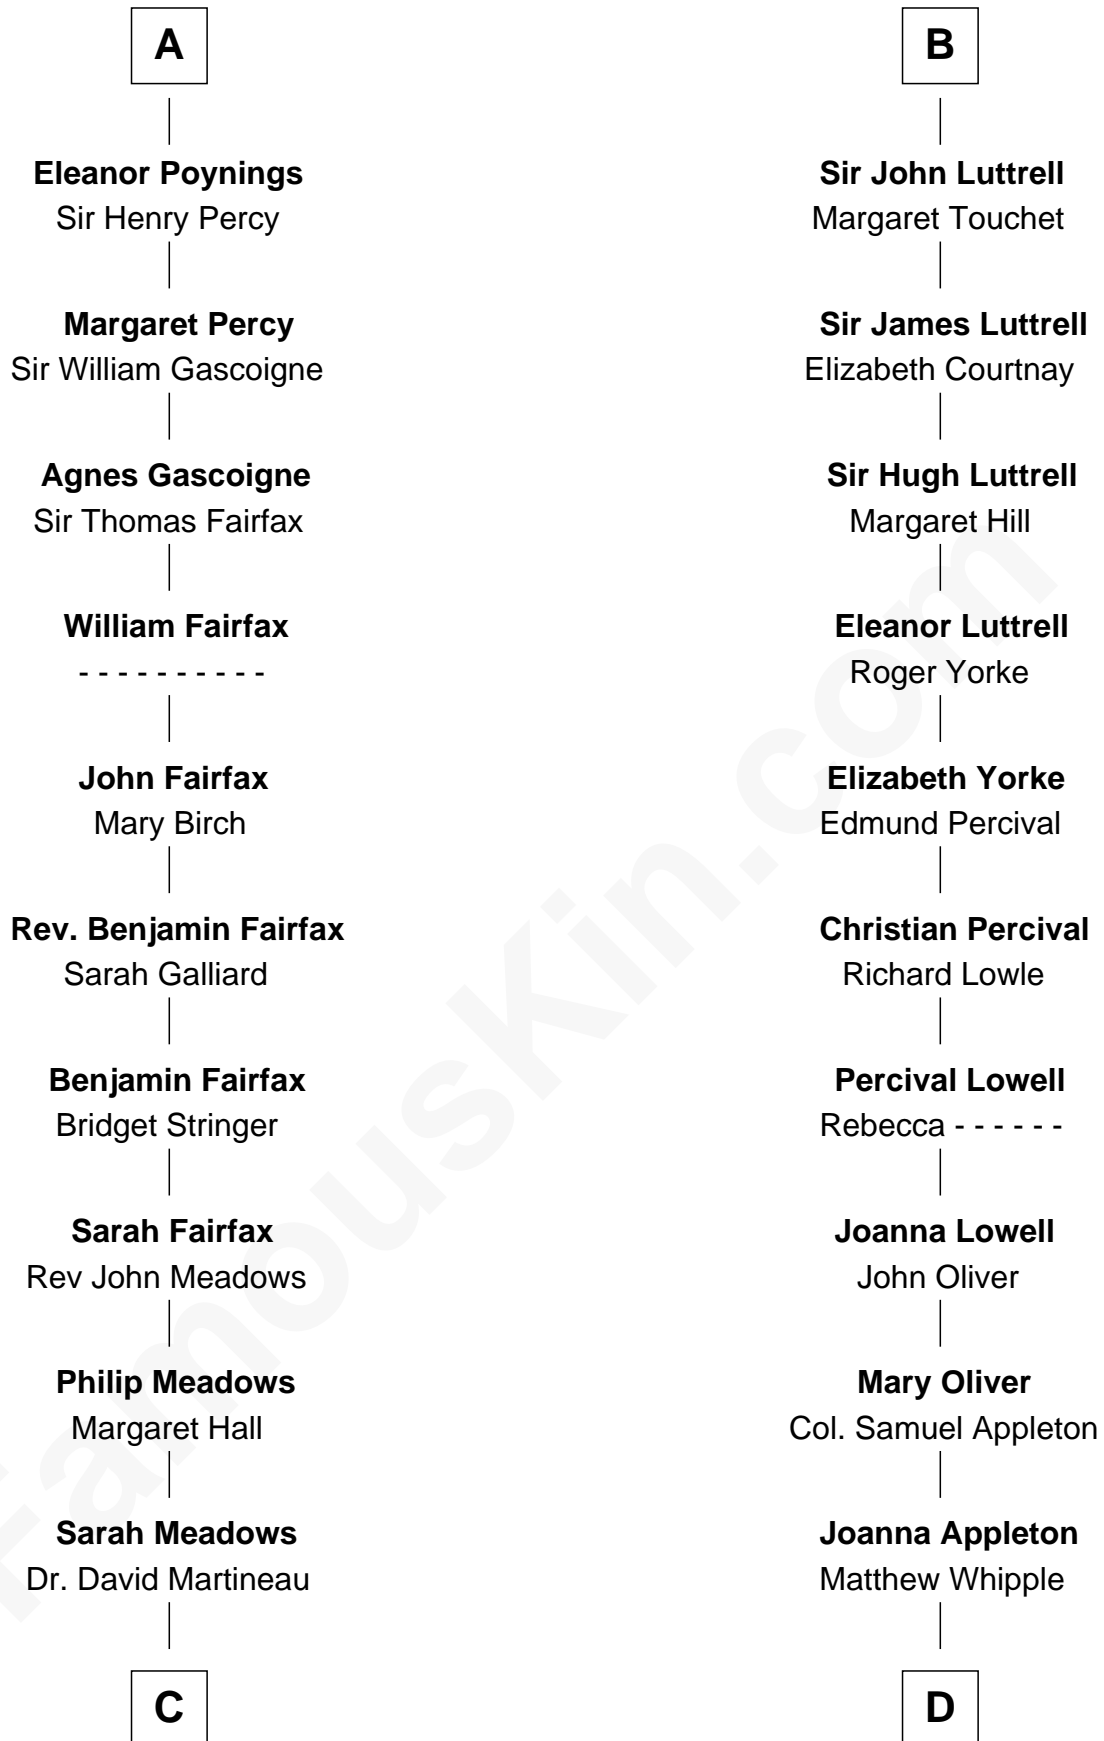 A
Eleanor Poynings
Sir Henry Percy
Margaret Percy
Sir William Gascoigne
Agnes Gascoigne
Sir Thomas Fairfax
William Fairfax
- - - - - - - - - -
John Fairfax
Mary Birch
Rev. Benjamin Fairfax
Sarah Galliard
Benjamin Fairfax
Bridget Stringer
Sarah Fairfax
Rev John Meadows
Philip Meadows
Margaret Hall
Sarah Meadows
Dr. David Martineau
C
B
Sir John Luttrell
Margaret Touchet
Sir James Luttrell
Elizabeth Courtnay
Sir Hugh Luttrell
Margaret Hill
Eleanor Luttrell
Roger Yorke
Elizabeth Yorke
Edmund Percival
Christian Percival
Richard Lowle
Percival Lowell
Rebecca - - - - - -
Joanna Lowell
John Oliver
Mary Oliver
Col. Samuel Appleton
Joanna Appleton
Matthew Whipple
D
FamousKin.com